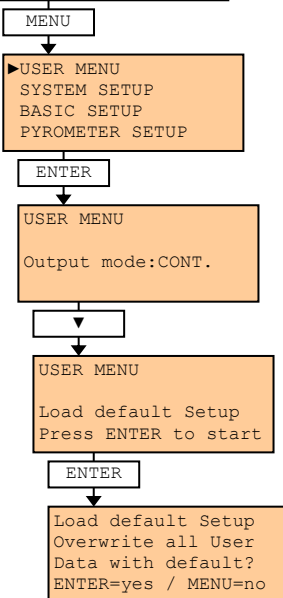 MENU
►USER MENU
SYSTEM SETUP
BASIC SETUP
PYROMETER SETUP
ENTER
USER MENU
Output mode:CONT.
▼
USER MENU
Load default Setup
Press ENTER to start
ENTER
Load default Setup
Overwrite all User
Data with default?
ENTER=yes / MENU=no